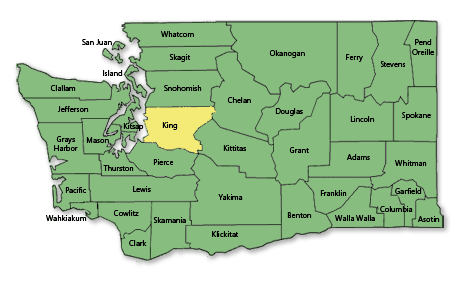 Whatcom
San Juan
Skagit
Okanogan
Pend
Oreille
Ferry
Stevens
Island
Clallam
Snohomish
Chelan
Jefferson
Douglas
Lincoln
Spokane
Kitsap
King
Grays
Harbor
Mason
Kittitas
Grant
Adams
Whitman
Pierce
Thurston
Pacific
Lewis
Yakima
Franklin
Garfield
Wahkiakum
Cowlitz
Skamania
Benton
Walla Walla
Columbia
Asotin
Klickitat
Clark